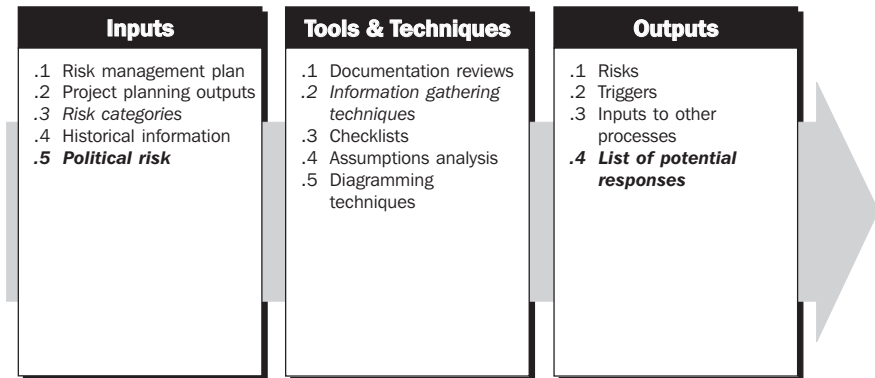 Inputs
.1 Risk management plan
.2 Project planning outputs
.3 Risk categories
.4 Historical information
.5 Political risk
Tools & Techniques
.1 Documentation reviews
.2 Information gathering
techniques
.3 Checklists
.4 Assumptions analysis
.5 Diagramming
techniques
Outputs
.1 Risks
.2 Triggers
.3 Inputs to other
processes
.4 List of potential
responses